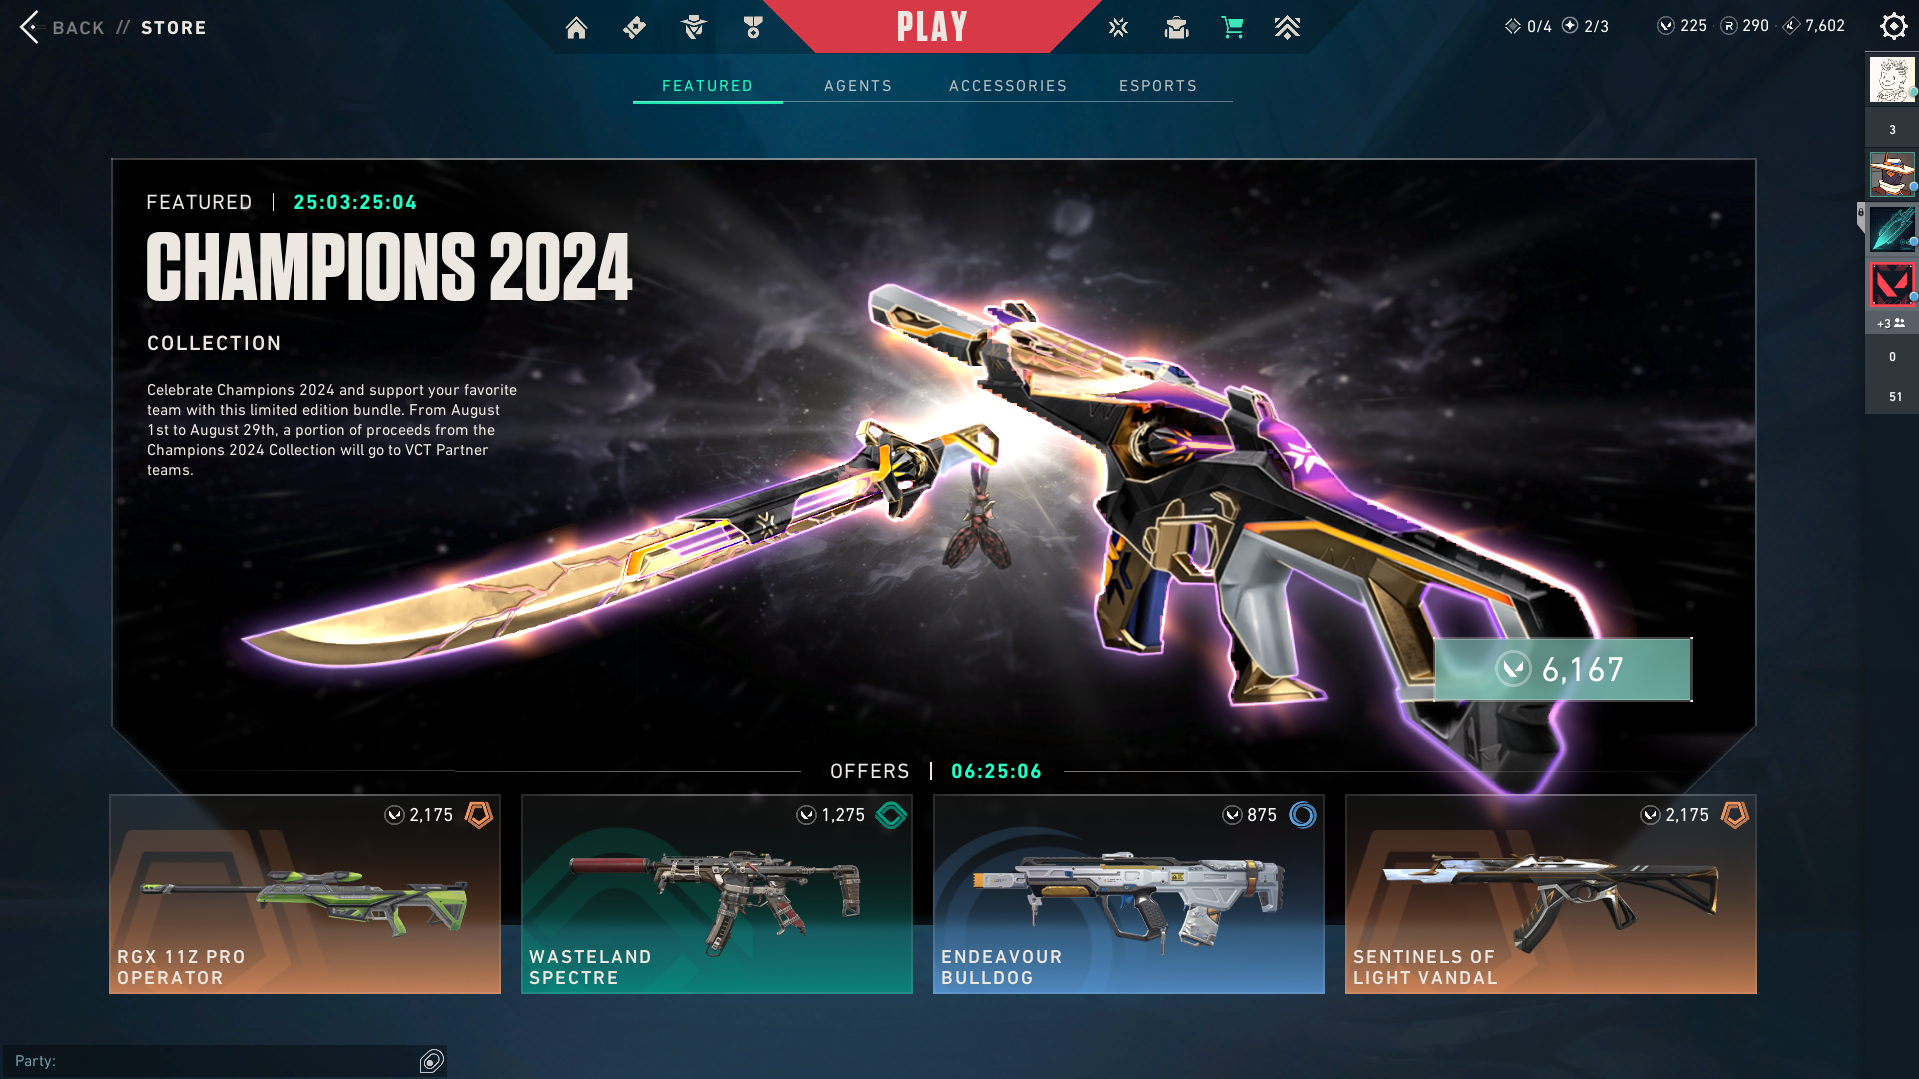 BACK // STORE
PLAY
0/4 2/3 225 290 7,602
FEATURED AGENTS ACCESSORIES ESPORTS
FEATURED | 25:03:25:04
CHAMPIONS 2024
COLLECTION
Celebrate Champions 2024 and support your favorite
team with this limited edition bundle. From August
1st to August 29th, a portion of proceeds from the
Champions 2024 Collection will go to VCT Partner
teams.
6,167
OFFERS | 06:25:06
2,175
RGX 11Z PRO
OPERATOR
1,275
WASTELAND
SPECTRE
875
ENDEAVOUR
BULLDOG
2,175
SENTINELS OF
LIGHT VANDAL
3
+3
0
51
Party: